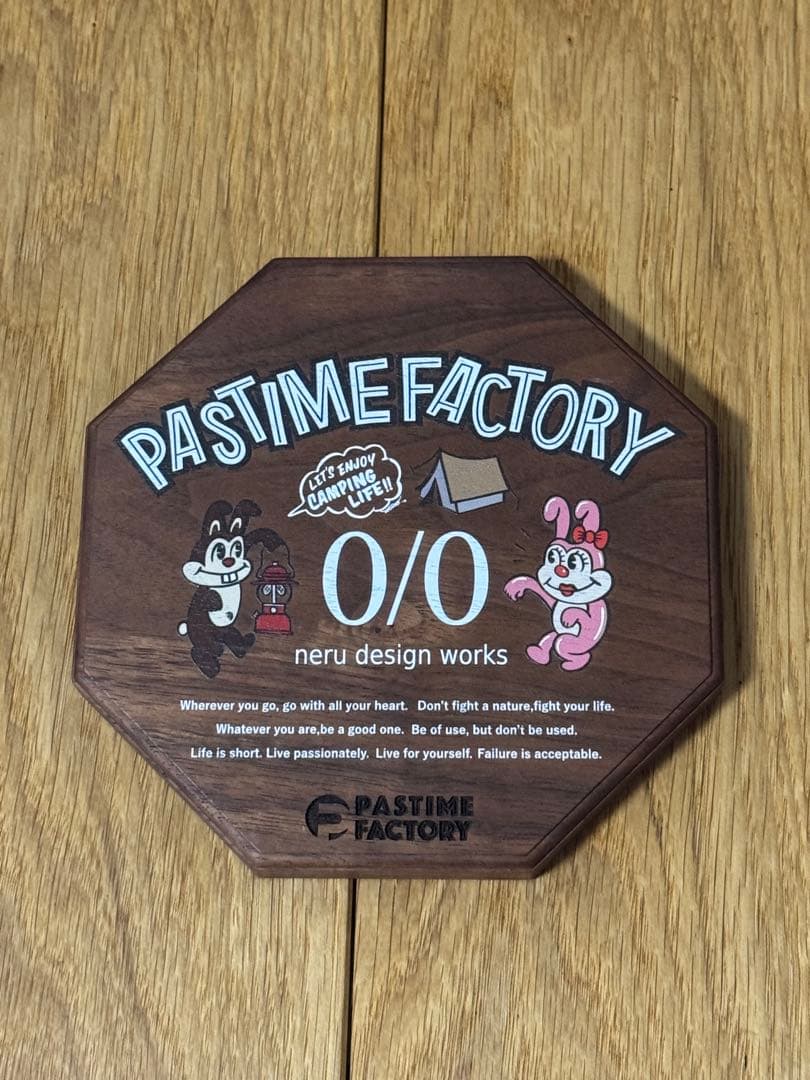 PASTIME FACTORY
LET'S ENJOY
CAMPING
LIFE!!
0/0
neru design works
Wherever you go, go with all your heart. Don't fight a nature,fight your life.
Whatever you are,be a good one. Be of use, but don't be used.
Life is short. Live passionately. Live for yourself. Failure is acceptable.
PASTIME
FACTORY